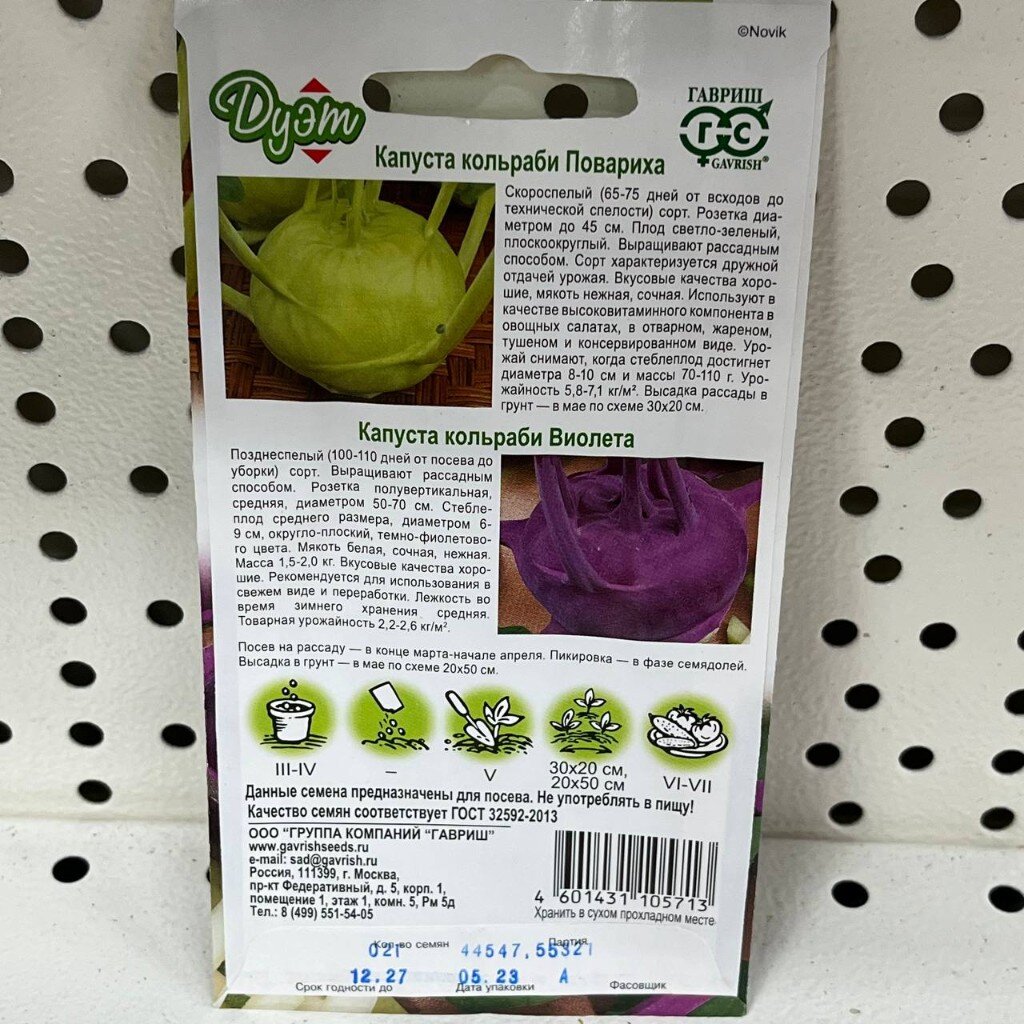 ©Novik
Дуэт
ГАВРИШ
ГС
GAVRISH®
Капуста кольраби Повариха
Скороспелый (65-75 дней от всходов до
технической спелости) сорт. Розетка диа-
метром до 45 см. Плод светло-зеленый,
плоскоокруглый. Выращивают рассадным
способом. Сорт характеризуется дружной
отдачей урожая. Вкусовые качества хоро-
шие, мякоть нежная, сочная. Используют в
качестве высоковитаминного компонента в
овощных салатах, в отварном, жареном,
тушеном и консервированном виде. Уро-
жай снимают, когда стеблеплод достигнет
диаметра 8-10 см и массы 70-110 г. Уро-
жайность 5,8-7,1 кг/м². Высадка рассады в
грунт — в мае по схеме 30х20 см.
Капуста кольраби Виолета
Позднеспелый (100-110 дней от посева до
уборки) сорт. Выращивают рассадным
способом. Розетка полувертикальная,
средняя, диаметром 50-70 см. Стебле-
плод среднего размера, диаметром 6-
9 см, округло-плоский, темно-фиолетово-
го цвета. Мякоть белая, сочная, нежная.
Масса 1,5-2,0 кг. Вкусовые качества хоро-
шие. Рекомендуется для использования в
свежем виде и переработки. Лежкость во
время зимнего хранения средняя.
Товарная урожайность 2,2-2,6 кг/м².
Посев на рассаду — в конце марта-начале апреля. Пикировка — в фазе семядолей.
Высадка в грунт — в мае по схеме 20х50 см.
III-IV – V 30х20 см, 20х50 см VI-VII
Данные семена предназначены для посева. Не употреблять в пищу!
Качество семян соответствует ГОСТ 32592-2013
ООО "ГРУППА КОМПАНИЙ "ГАВРИШ"
www.gavrishseeds.ru
e-mail: sad@gavrish.ru
Россия, 111399, г. Москва,
пр-кт Федеративный, д. 5, корп. 1,
помещение 1, этаж 1, комн. 5, Рм 5д
Тел.: 8 (499) 551-54-05
4 601431 105713
Хранить в сухом прохладном месте
Кол-во семян Партия
021 44547,55321
12.27 05.23 А
Срок годности до Дата упаковки Фасовщик